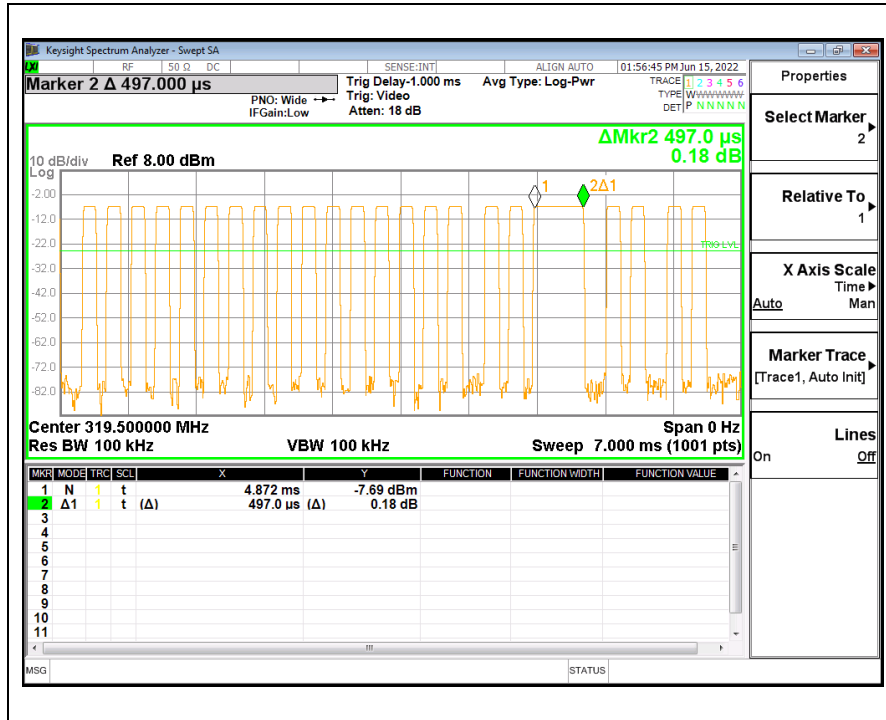 Keysight Spectrum Analyzer - Swept SA
LXI RF 50 Ω DC SENSE:INT ALIGN AUTO 01:56:45 PM Jun 15, 2022
Marker 2 Δ 497.000 µs
PNO: Wide
IFGain:Low
Trig Delay-1.000 ms
Trig: Video
Atten: 18 dB
Avg Type: Log-Pwr
TRACE 1 2 3 4 5 6
TYPE WWWWWW
DET P N N N N N
ΔMkr2 497.0 µs
0.18 dB
10 dB/div Ref 8.00 dBm
Log
1 2Δ1
-2.00
-12.0
-22.0
TRIG LVL
-32.0
-42.0
-52.0
-62.0
-72.0
-82.0
Center 319.500000 MHz Span 0 Hz
Res BW 100 kHz VBW 100 kHz Sweep 7.000 ms (1001 pts)
MKR MODE TRC SCL X Y FUNCTION FUNCTION WIDTH FUNCTION VALUE
1 N 1 t 4.872 ms -7.69 dBm
2 Δ1 1 t (Δ) 497.0 µs (Δ) 0.18 dB
3
4
5
6
7
8
9
10
11
MSG STATUS
Properties
Select Marker
2
Relative To
1
X Axis Scale
Time
Auto Man
Marker Trace
[Trace1, Auto Init]
Lines
On Off